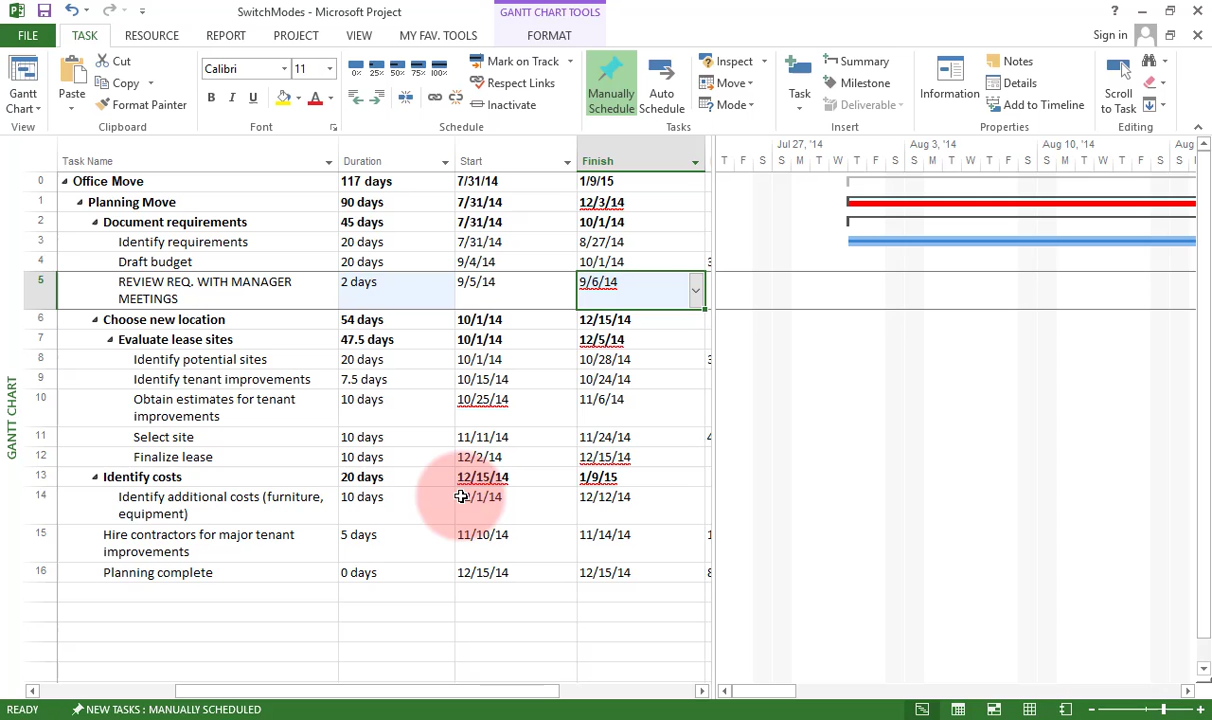 SwitchModes - Microsoft Project
GANTT CHART TOOLS
FILE TASK RESOURCE REPORT PROJECT VIEW MY FAV. TOOLS FORMAT Sign in
Gantt Chart
View
Paste
Cut
Copy
Format Painter
Clipboard
Calibri 11
B I U A
Font
0% 25% 50% 75% 100%
Mark on Track
Respect Links
Inactivate
Schedule
Manually Schedule
Auto Schedule
Inspect
Move
Mode
Tasks
Task
Summary
Milestone
Deliverable
Insert
Information
Notes
Details
Add to Timeline
Properties
Scroll to Task
Editing
Task Name Duration Start Finish
Jul 27, '14 Aug 3, '14 Aug 10, '14 Aug
T F S S M T W T F S S M T W T F S S M T W T F S S
0 Office Move 117 days 7/31/14 1/9/15
1 Planning Move 90 days 7/31/14 12/3/14
2 Document requirements 45 days 7/31/14 10/1/14
3 Identify requirements 20 days 7/31/14 8/27/14
4 Draft budget 20 days 9/4/14 10/1/14 3
5 REVIEW REQ. WITH MANAGER 2 days 9/5/14 9/6/14
MEETINGS
6 Choose new location 54 days 10/1/14 12/15/14
7 Evaluate lease sites 47.5 days 10/1/14 12/5/14
8 Identify potential sites 20 days 10/1/14 10/28/14 3
9 Identify tenant improvements 7.5 days 10/15/14 10/24/14
10 Obtain estimates for tenant 10 days 10/25/14 11/6/14
improvements
11 Select site 10 days 11/11/14 11/24/14 4
12 Finalize lease 10 days 12/2/14 12/15/14
13 Identify costs 20 days 12/15/14 1/9/15
14 Identify additional costs (furniture, 10 days /1/14 12/12/14
equipment)
15 Hire contractors for major tenant 5 days 11/10/14 11/14/14 1
improvements
16 Planning complete 0 days 12/15/14 12/15/14 8
GANTT CHART
READY NEW TASKS : MANUALLY SCHEDULED